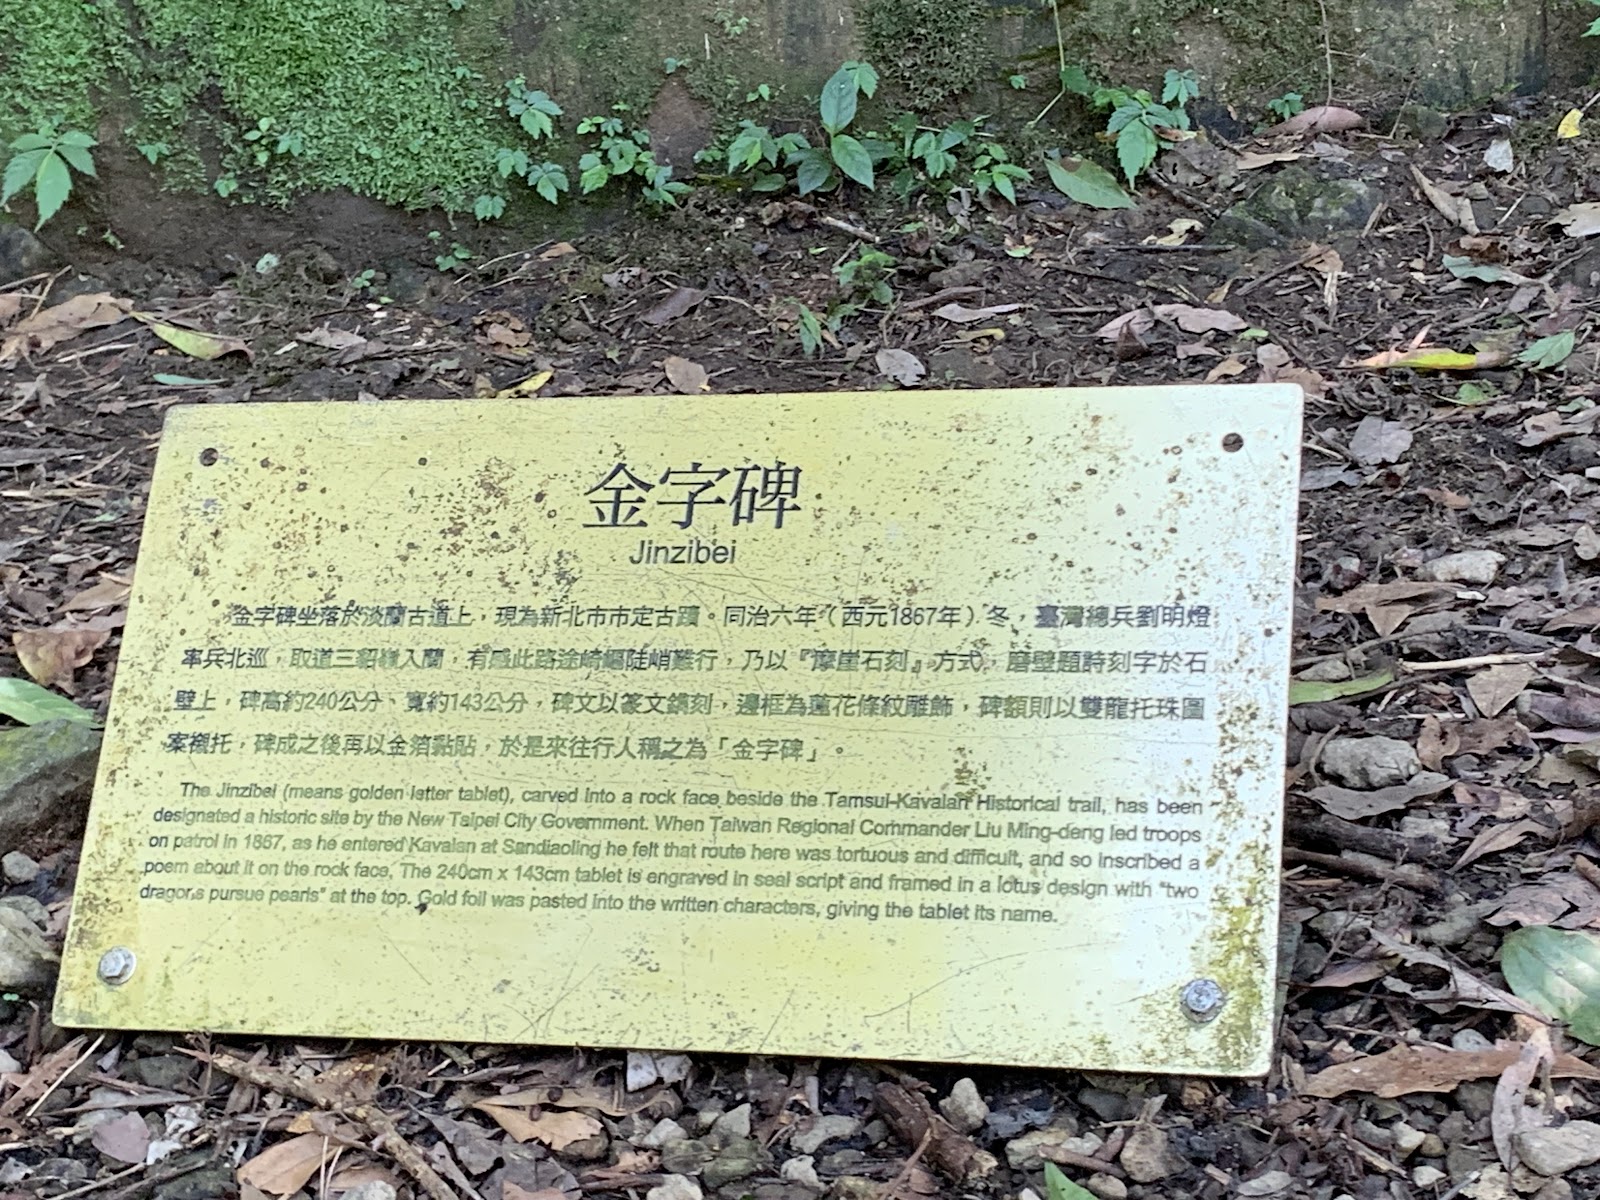 金字碑
Jinzibei
金字碑坐落於淡蘭古道上，現為新北市市定古蹟。同治六年（西元1867年）冬，臺灣總兵劉明燈
率兵北巡，取道三貂嶺入蘭，有感此路途崎嶇陡峭難行，乃以『摩崖石刻』方式，磨壁題詩刻字於石
壁上，碑高約240公分、寬約143公分，碑文以篆文鐫刻，邊框為蓮花條紋雕飾，碑額則以雙龍托珠圖
案襯托，碑成之後再以金箔黏貼，於是來往行人稱之為「金字碑」。
The Jinzibei (means golden letter tablet), carved into a rock face beside the Tamsui-Kavalan Historical trail, has been
designated a historic site by the New Taipei City Government. When Taiwan Regional Commander Liu Ming-deng led troops
on patrol in 1867, as he entered Kavalan at Sandiaoling he felt that route here was tortuous and difficult, and so inscribed a
poem about it on the rock face. The 240cm x 143cm tablet is engraved in seal script and framed in a lotus design with "two
dragons pursue pearls" at the top. Gold foil was pasted into the written characters, giving the tablet its name.